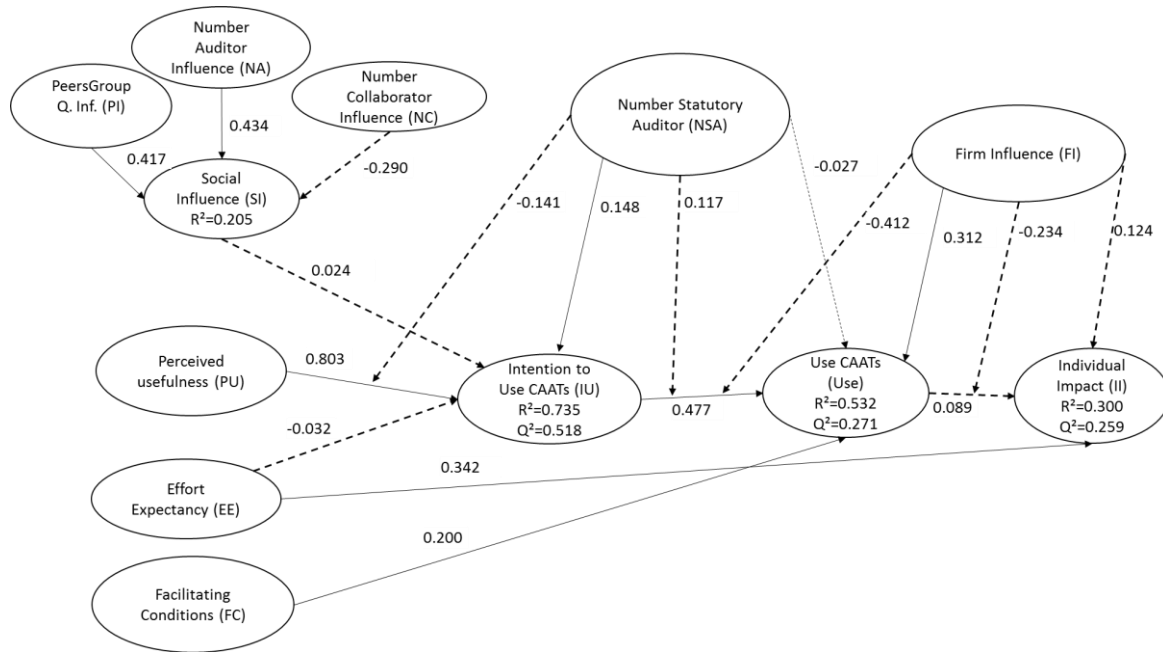 Number
Auditor
Influence (NA)
PeersGroup
Q. Inf. (PI)
Number
Collaborator
Influence (NC)
Number Statutory
Auditor (NSA)
Firm Influence (FI)
0.434
0.417
-0.290
Social
Influence (SI)
R²=0.205
-0.141
0.148
0.117
-0.027
-0.412
0.312
-0.234
0.124
0.024
Perceived
usefulness (PU)
0.803
Intention to
Use CAATs (IU)
R²=0.735
Q²=0.518
0.477
Use CAATs
(Use)
R²=0.532
Q²=0.271
0.089
Individual
Impact (II)
R²=0.300
Q²=0.259
-0.032
0.342
Effort
Expectancy (EE)
0.200
Facilitating
Conditions (FC)